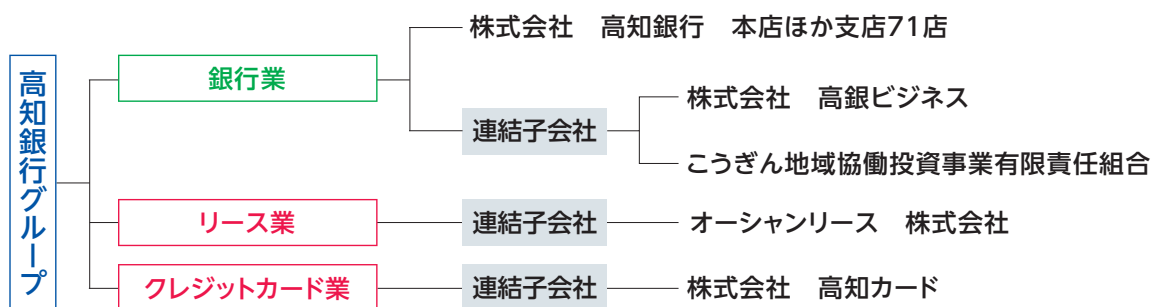 高知銀行グループ
銀行業
株式会社　高知銀行　本店ほか支店71店
連結子会社
株式会社　高銀ビジネス
こうぎん地域協働投資事業有限責任組合
リース業
連結子会社
オーシャンリース　株式会社
クレジットカード業
連結子会社
株式会社　高知カード